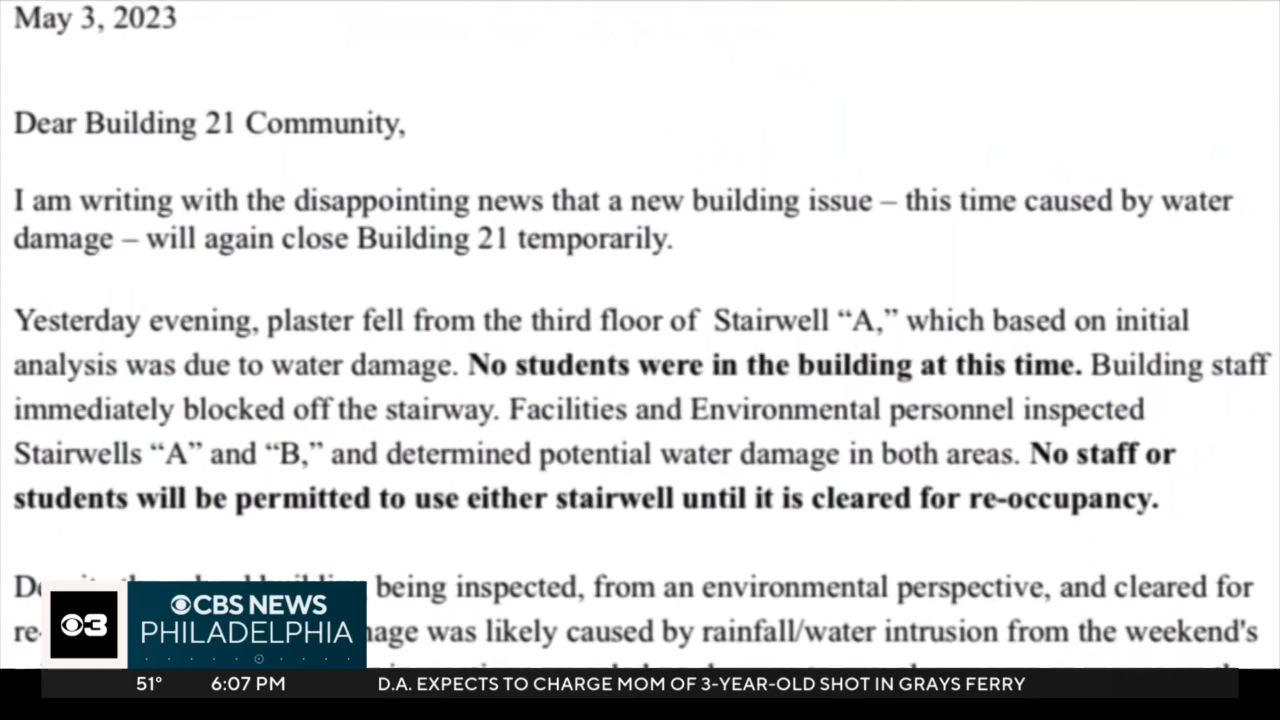 May 3, 2023
Dear Building 21 Community,
I am writing with the disappointing news that a new building issue – this time caused by water
damage – will again close Building 21 temporarily.
Yesterday evening, plaster fell from the third floor of Stairwell “A,” which based on initial
analysis was due to water damage. No students were in the building at this time. Building staff
immediately blocked off the stairway. Facilities and Environmental personnel inspected
Stairwells “A” and “B,” and determined potential water damage in both areas. No staff or
students will be permitted to use either stairwell until it is cleared for re-occupancy.
being inspected, from an environmental perspective, and cleared for
was likely caused by rainfall/water intrusion from the weekend's
3
CBS NEWS
PHILADELPHIA
51° 6:07 PM D.A. EXPECTS TO CHARGE MOM OF 3-YEAR-OLD SHOT IN GRAYS FERRY